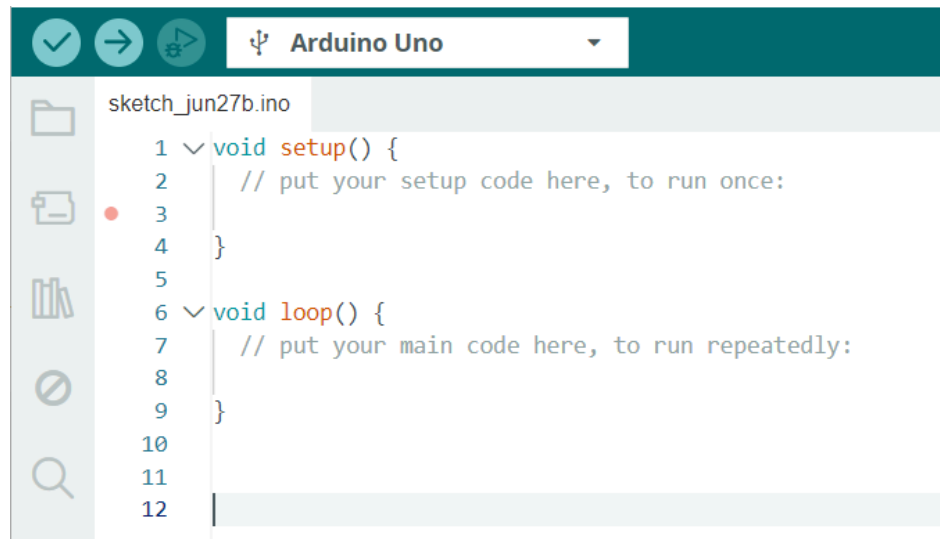 Arduino Uno
sketch_jun27b.ino
1 void setup() {
2 // put your setup code here, to run once:
3
4 }
5
6 void loop() {
7 // put your main code here, to run repeatedly:
8
9 }
10
11
12